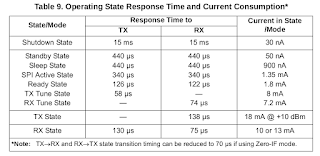 Table 9. Operating State Response Time and Current Consumption*
State/Mode Response Time to Current in State /Mode
TX RX
Shutdown State 15 ms 15 ms 30 nA
Standby State 440 μs 440 μs 50 nA
Sleep State 440 μs 440 μs 900 nA
SPI Active State 340 μs 340 μs 1.35 mA
Ready State 126 μs 122 μs 1.8 mA
TX Tune State 58 μs — 8 mA
RX Tune State — 74 μs 7.2 mA
TX State — 138 μs 18 mA @ +10 dBm
RX State 130 μs 75 μs 10 or 13 mA
*Note: TX→RX and RX→TX state transition timing can be reduced to 70 μs if using Zero-IF mode.